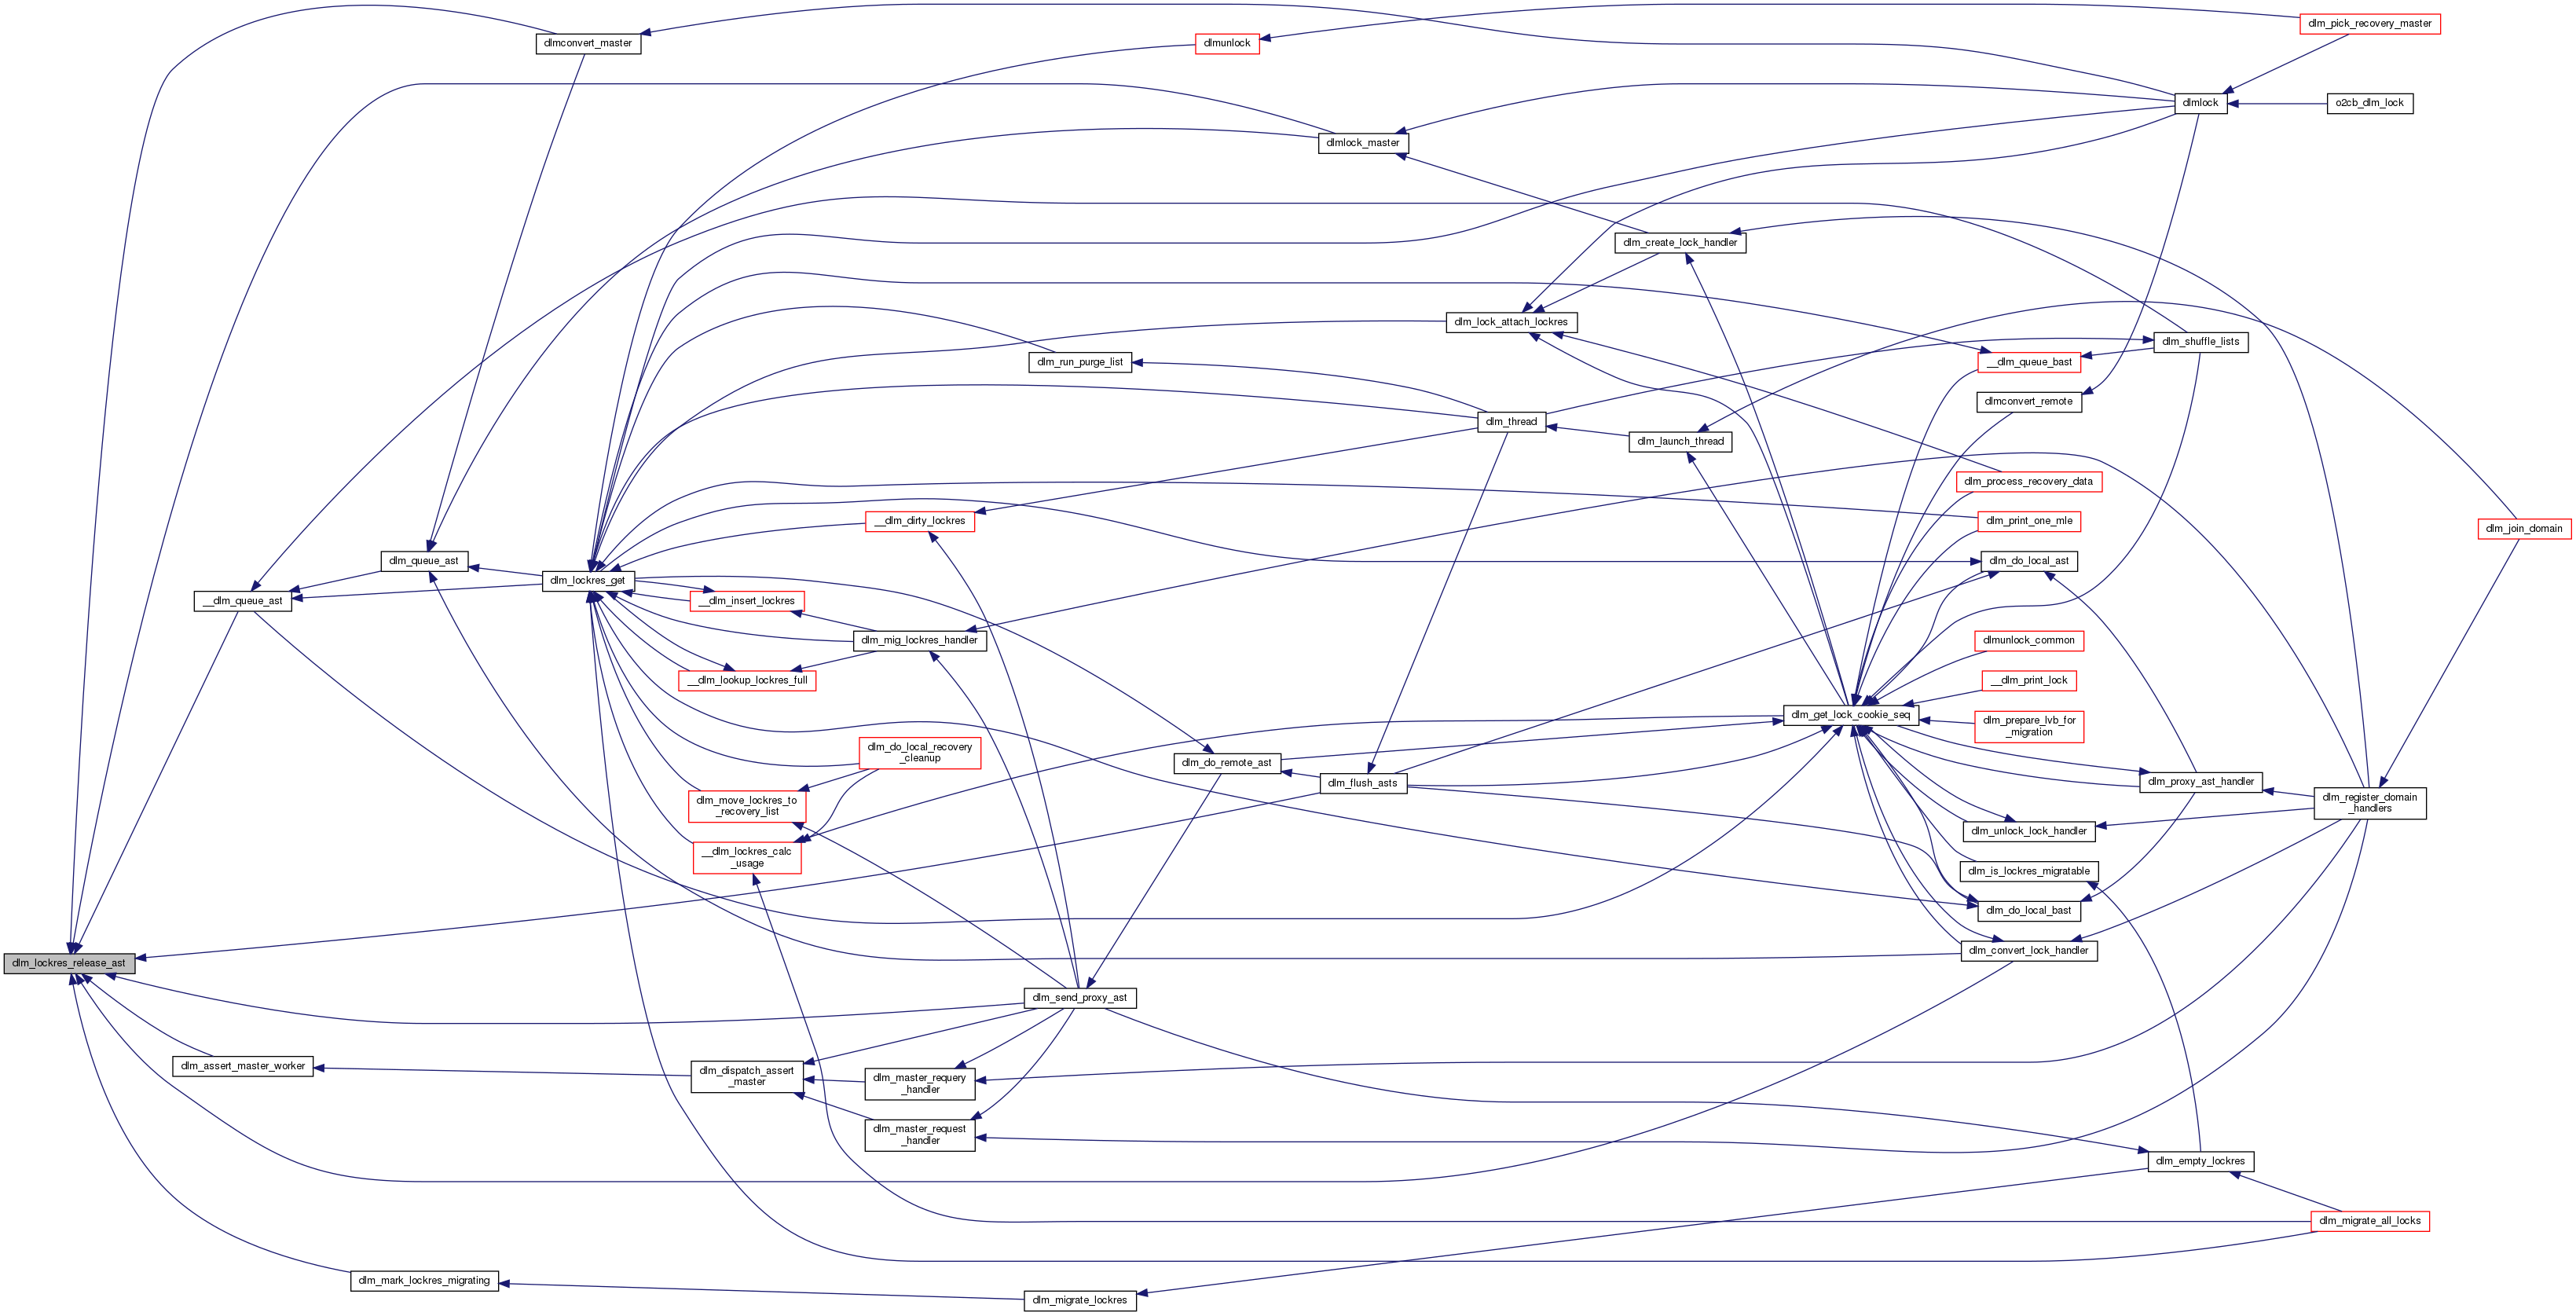 dlm_pick_recovery_master
dlmconvert_master
dlmunlock
dlmlock
o2cb_dlm_lock
dlmlock_master
dlm_create_lock_handler
dlm_lock_attach_lockres
dlm_shuffle_lists
dlm_run_purge_list
__dlm_queue_bast
dlmconvert_remote
dlm_thread
dlm_launch_thread
dlm_process_recovery_data
__dlm_dirty_lockres
dlm_print_one_mle
dlm_join_domain
dlm_queue_ast
dlm_do_local_ast
dlm_lockres_get
__dlm_queue_ast
__dlm_insert_lockres
dlm_mig_lockres_handler
dlmunlock_common
__dlm_lookup_lockres_full
__dlm_print_lock
dlm_get_lock_cookie_seq
dlm_prepare_lvb_for
_migration
dlm_do_local_recovery
_cleanup
dlm_do_remote_ast
dlm_flush_asts
dlm_proxy_ast_handler
dlm_register_domain
_handlers
dlm_move_lockres_to
_recovery_list
dlm_unlock_lock_handler
__dlm_lockres_calc
_usage
dlm_is_lockres_migratable
dlm_do_local_bast
dlm_convert_lock_handler
dlm_lockres_release_ast
dlm_send_proxy_ast
dlm_assert_master_worker
dlm_dispatch_assert
_master
dlm_master_requery
_handler
dlm_master_request
_handler
dlm_empty_lockres
dlm_migrate_all_locks
dlm_mark_lockres_migrating
dlm_migrate_lockres